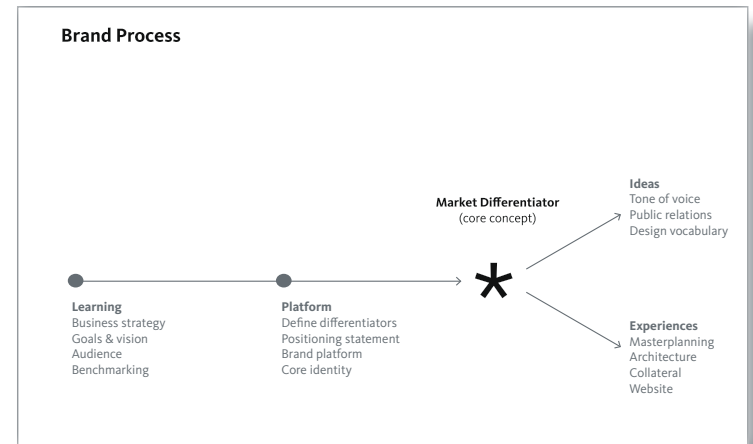 Brand Process
Market Differentiator
(core concept)
Ideas
Tone of voice
Public relations
Design vocabulary
Learning
Business strategy
Goals & vision
Audience
Benchmarking
Platform
Define differentiators
Positioning statement
Brand platform
Core identity
Experiences
Masterplanning
Architecture
Collateral
Website